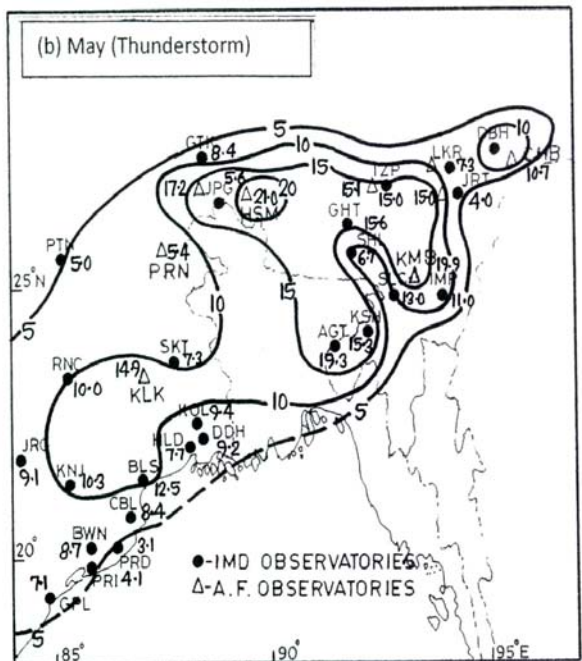 (b) May (Thunderstorm)
5
10
DBH
10
CHB
10.7
GTK
8.4
10
LKR
7.3
15
JRT
4.0
5.6
17.2
JPG
21.0
20
HSM
TZP
15.1
15.0
15.0
GHT
15.6
PTN
5.0
5.4
PRN
SHL
6.7
KMS
19.9
25°N
SLC
13.0
IMP
11.0
10
15
5
KSH
15.3
AGT
19.3
SKT
7.3
RNC
10.0
14.9
KLK
10
5
KOL
9.4
DDH
9.2
HLD
7.7
JRG
9.1
KNJ
10.3
BLS
12.5
CBL
8.4
BWN
8.7
3.1
PRD
20
●-IMD OBSERVATORIES
PRI
4.1
△-A.F. OBSERVATORIES
7.1
GPL
5
85°
90
95°E